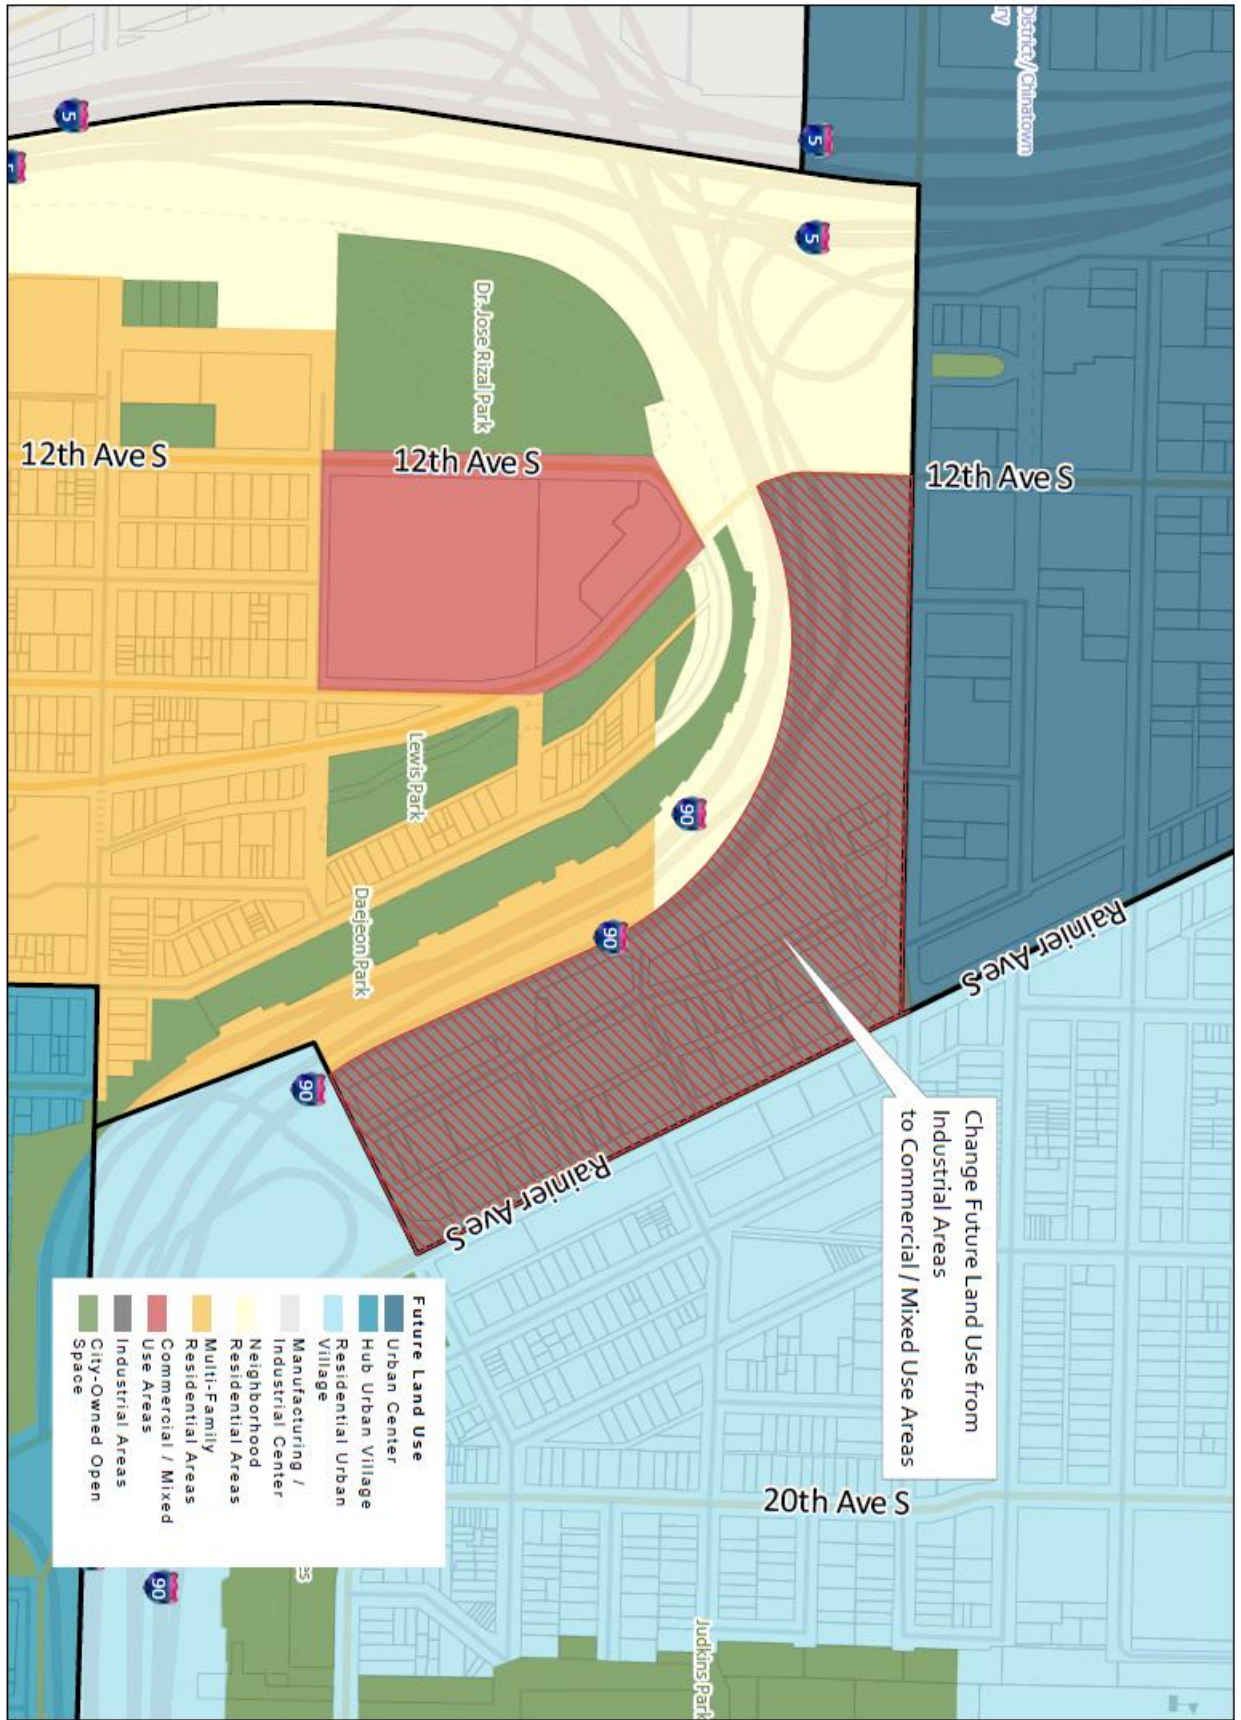 District / Chinatown
ry
5
5
5
5
Dr. Jose Rizal Park
12th Ave S
12th Ave S
12th Ave S
Lewis Park
90
90
Daejeon Park
90
Rainier Ave S
Rainier Ave S
Change Future Land Use from
Industrial Areas
to Commercial / Mixed Use Areas
20th Ave S
Judkins Park
90
es
Future Land Use
Urban Center
Hub Urban Village
Residential Urban
Village
Manufacturing /
Industrial Center
Neighborhood
Residential Areas
Multi-Family
Residential Areas
Commercial / Mixed
Use Areas
Industrial Areas
City-Owned Open
Space